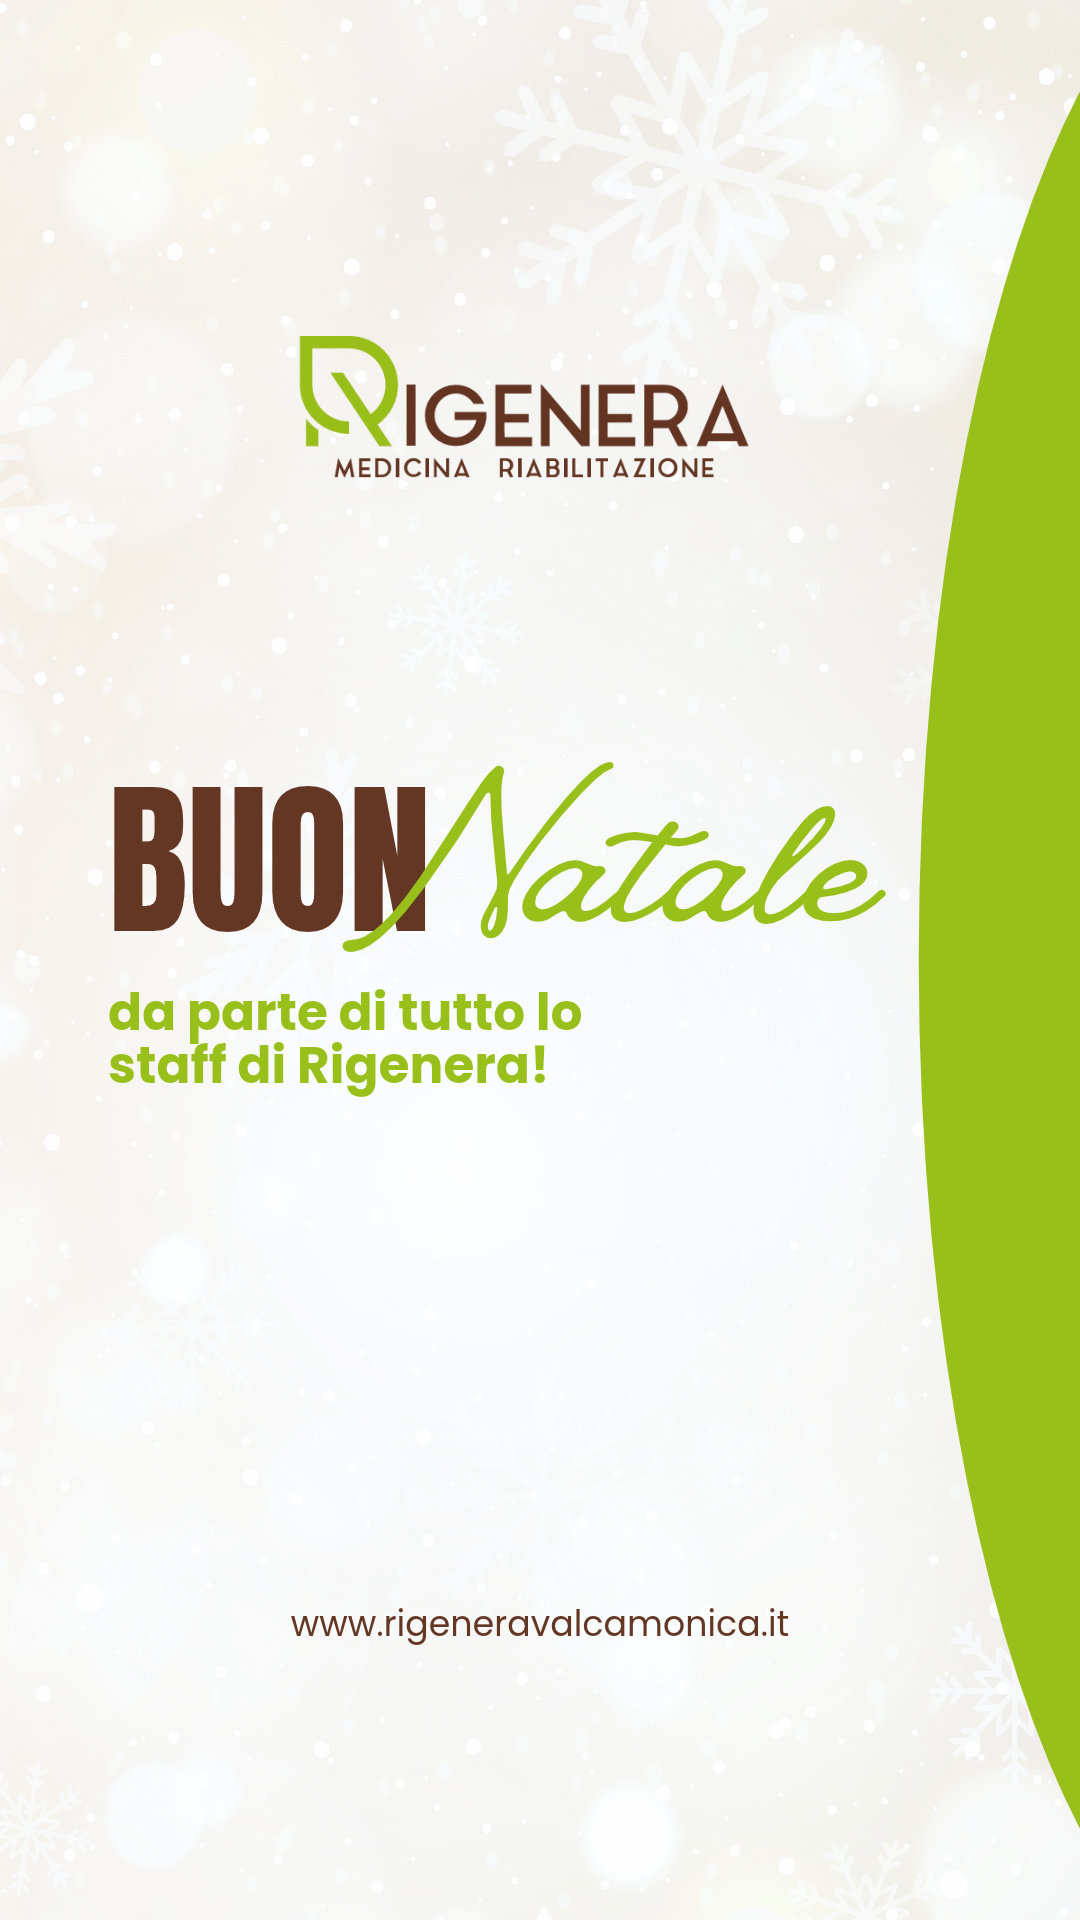 RIGENERA
MEDICINA RIABILITAZIONE
BUON Natale
da parte di tutto lo
staff di Rigenera!
www.rigeneravalcamonica.it